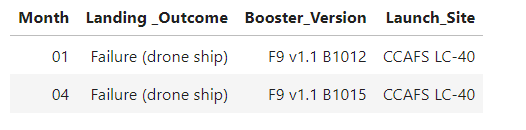 Month Landing _Outcome Booster_Version Launch_Site
01 Failure (drone ship) F9 v1.1 B1012 CCAFS LC-40
04 Failure (drone ship) F9 v1.1 B1015 CCAFS LC-40